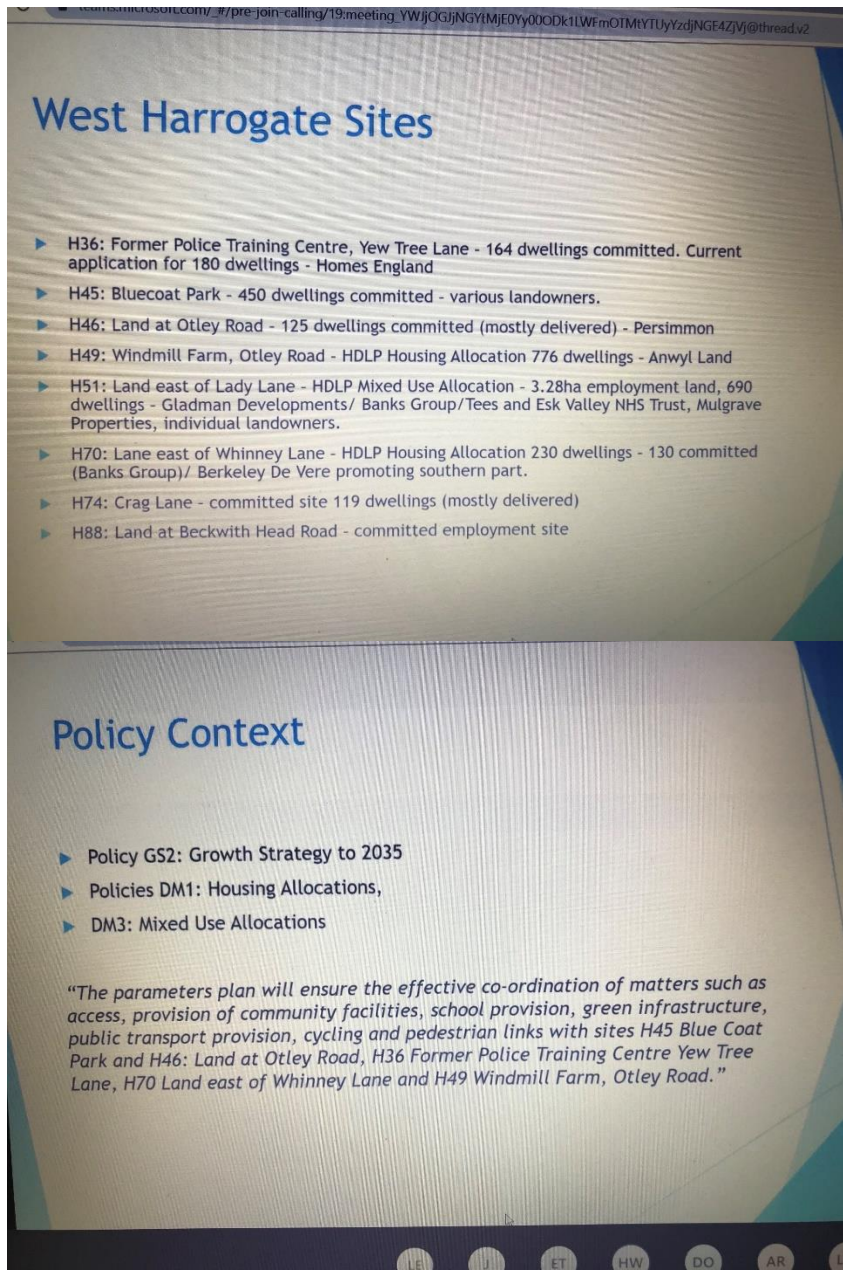 West Harrogate Sites
H36: Former Police Training Centre, Yew Tree Lane - 164 dwellings committed. Current
application for 180 dwellings - Homes England
H45: Bluecoat Park - 450 dwellings committed - various landowners.
H46: Land at Otley Road - 125 dwellings committed (mostly delivered) - Persimmon
H49: Windmill Farm, Otley Road - HDLP Housing Allocation 776 dwellings - Anwyl Land
H51: Land east of Lady Lane - HDLP Mixed Use Allocation - 3.28ha employment land, 690
dwellings - Gladman Developments/ Banks Group/Tees and Esk Valley NHS Trust, Mulgrave
Properties, individual landowners.
H70: Lane east of Whinney Lane - HDLP Housing Allocation 230 dwellings - 130 committed
(Banks Group)/ Berkeley De Vere promoting southern part.
H74: Crag Lane - committed site 119 dwellings (mostly delivered)
H88: Land at Beckwith Head Road - committed employment site
Policy Context
Policy GS2: Growth Strategy to 2035
Policies DM1: Housing Allocations,
DM3: Mixed Use Allocations
“The parameters plan will ensure the effective co-ordination of matters such as
access, provision of community facilities, school provision, green infrastructure,
public transport provision, cycling and pedestrian links with sites H45 Blue Coat
Park and H46: Land at Otley Road, H36 Former Police Training Centre Yew Tree
Lane, H70 Land east of Whinney Lane and H49 Windmill Farm, Otley Road.”
LE J ET HW DO AR